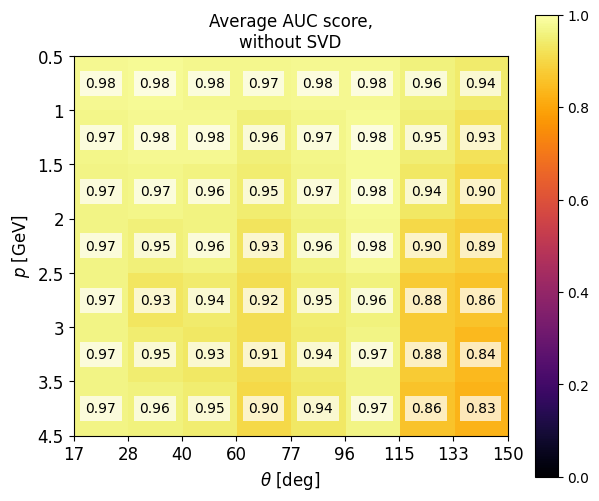 Average AUC score,
without SVD
0.5
0.98 0.98 0.98 0.97 0.98 0.98 0.96 0.94
1
0.97 0.98 0.98 0.96 0.97 0.98 0.95 0.93
1.5
0.97 0.97 0.96 0.95 0.97 0.98 0.94 0.90
2
0.97 0.95 0.96 0.93 0.96 0.98 0.90 0.89
2.5
0.97 0.93 0.94 0.92 0.95 0.96 0.88 0.86
3
0.97 0.95 0.93 0.91 0.94 0.97 0.88 0.84
3.5
0.97 0.96 0.95 0.90 0.94 0.97 0.86 0.83
4.5
p [GeV]
17 28 40 60 77 96 115 133 150
θ [deg]
1.0
0.8
0.6
0.4
0.2
0.0